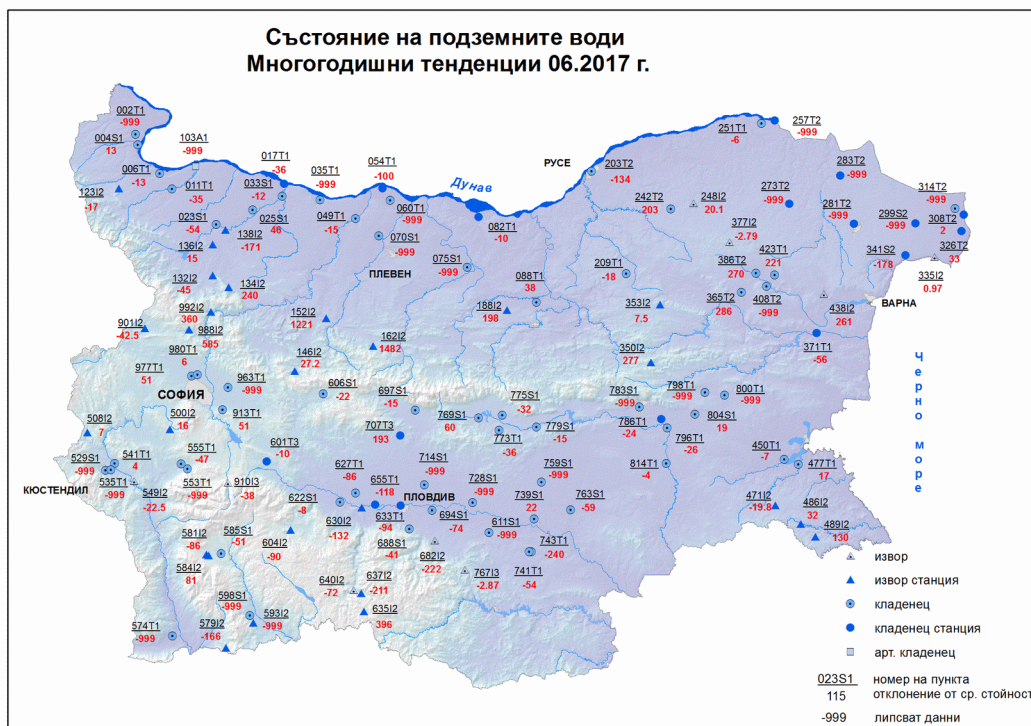 Състояние на подземните води
Многогодишни тенденции 06.2017 г.
002T1
-999
004S1
13
103A1
-999
006T1
-13
123I2
-17
011T1
-35
017T1
-36
033S1
-12
035T1
-999
054T1
-100
Дунав
РУСЕ
203T2
-134
251T1
-6
257T2
-999
283T2
-999
314T2
-999
023S1
-54
025S1
46
138I2
-171
136I2
15
049T1
-15
060T1
-999
070S1
-999
082T1
-10
242T2
203
248I2
20.1
273T2
-999
281T2
-999
299S2
-999
308T2
2
326T2
33
377I2
-2.79
341S2
-178
335I2
0.97
132I2
-45
134I2
240
ПЛЕВЕН
075S1
-999
088T1
38
209T1
-18
386T2
270
423T1
221
365T2
286
408T2
-999
ВАРНА
438I2
261
992I2
360
901I2
-42.5
988I2
585
152I2
1221
188I2
198
353I2
7.5
371T1
-56
980T1
6
977T1
51
162I2
1482
146I2
27.2
350I2
277
Черно море
СОФИЯ
963T1
-999
606S1
-22
697S1
-15
775S1
-32
783S1
-999
798T1
-999
800T1
-999
913T1
51
500I2
16
508I2
7
769S1
60
773T1
-36
779S1
-15
786T1
-24
804S1
19
796T1
-26
707T3
193
601T3
-10
529S1
-999
541T1
4
555T1
-47
535T1
-999
КЮСТЕНДИЛ
549I2
-22.5
553T1
-999
910I3
-38
627T1
-86
714S1
-999
728S1
-999
759S1
-999
814T1
-4
450T1
-7
477T1
17
622S1
-8
655T1
-118
ПЛОВДИВ
694S1
-74
739S1
22
763S1
-59
471I2
-19.8
486I2
32
489I2
130
630I2
-132
633T1
-94
611S1
-999
581I2
-86
585S1
-51
604I2
-90
688S1
-41
682I2
-222
743T1
-240
741T1
-54
584I2
81
767I3
-2.87
640I2
-72
637I2
-211
635I2
396
598S1
-999
593I2
-999
574T1
-999
579I2
-166
извор
извор станция
кладенец
кладенец станция
арт. кладенец
023S1 номер на пункта
115 отклонение от ср. стойност
-999 липсват данни